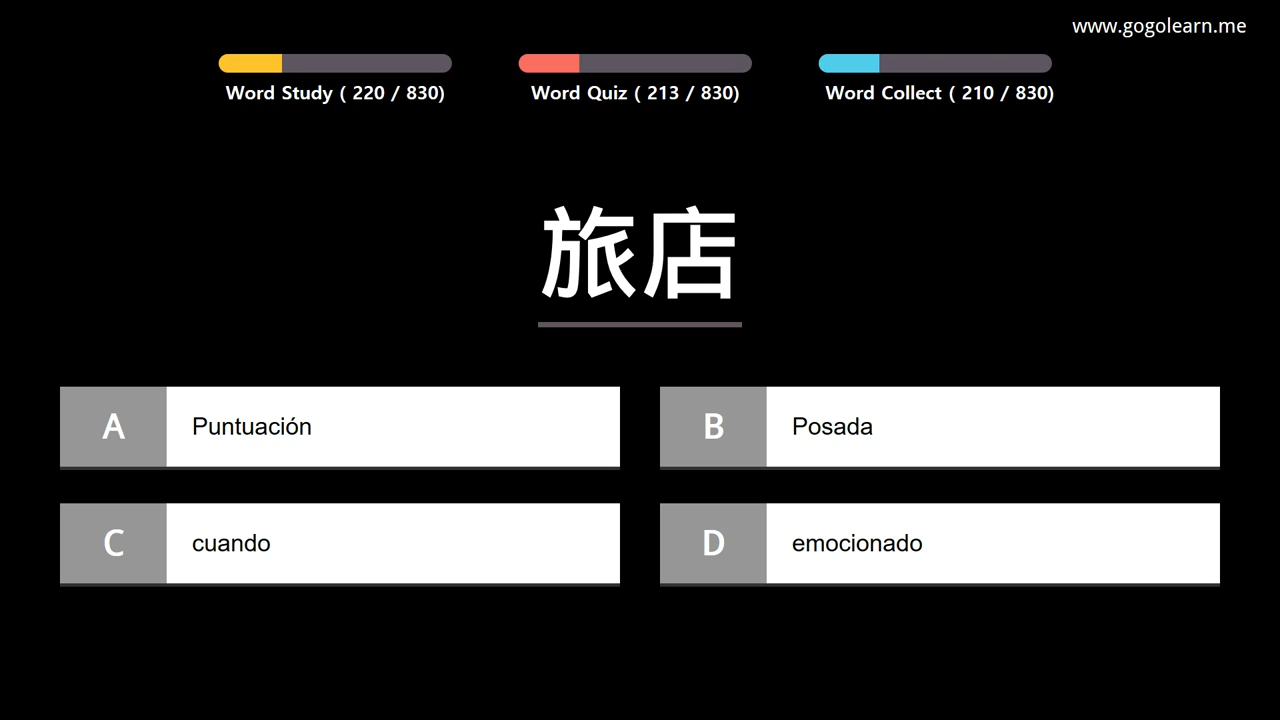 www.gogolearn.me
Word Study ( 220 / 830)
Word Quiz ( 213 / 830)
Word Collect ( 210 / 830)
旅店
A Puntuación
B Posada
C cuando
D emocionado